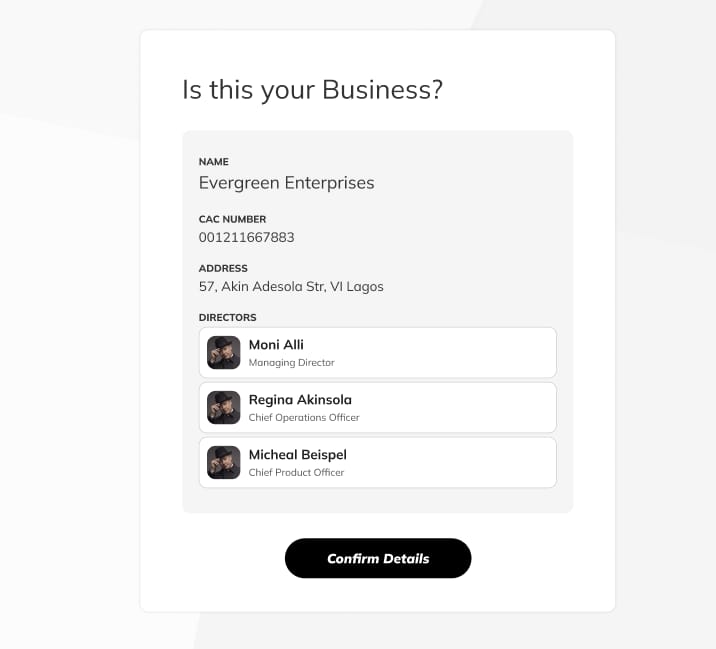 Is this your Business?
NAME
Evergreen Enterprises
CAC NUMBER
001211667883
ADDRESS
57, Akin Adesola Str, VI Lagos
DIRECTORS
Moni Alli
Managing Director
Regina Akinsola
Chief Operations Officer
Micheal Beispel
Chief Product Officer
Confirm Details